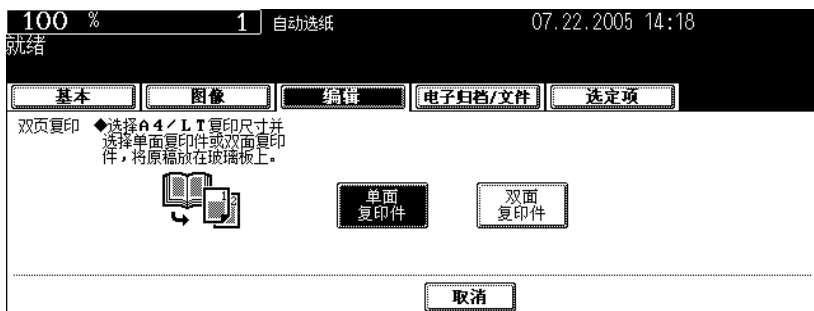 100 % 1 自动选纸 07.22.2005 14:18
就绪
基本 图像 编辑 电子归档/文件 选定项
双页复印 ◆选择A4/LT复印尺寸并
选择单面复印件或双面复印
件，将原稿放在玻璃板上。
1 2
单面 双面
复印件 复印件
取消